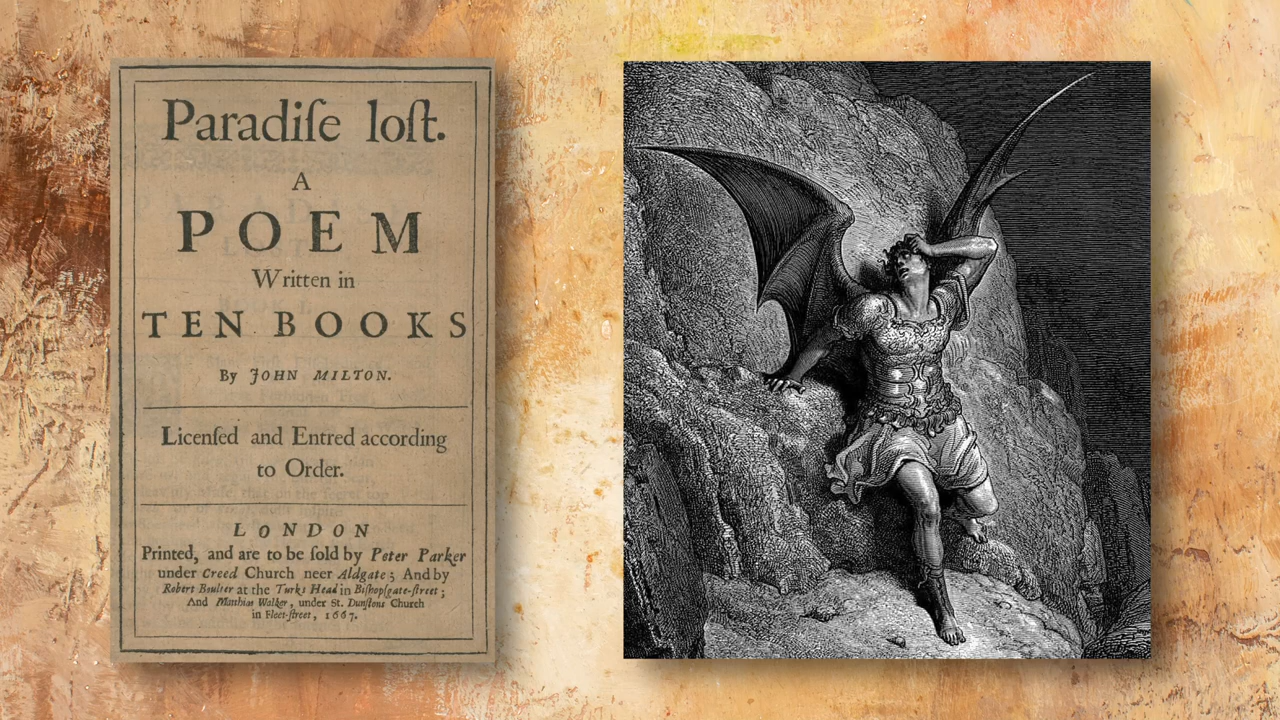 Paradiſe loſt.
A
POEM
Written in
TEN BOOKS
By JOHN MILTON.
Licenſed and Entred according
to Order.
LONDON
Printed, and are to be ſold by Peter Parker
under Creed Church neer Aldgate; And by
Robert Boulter at the Turks Head in Biſhopſgate-ſtreet;
And Matthias Walker, under St. Dunſtons Church
in Fleet-ſtreet, 1667.